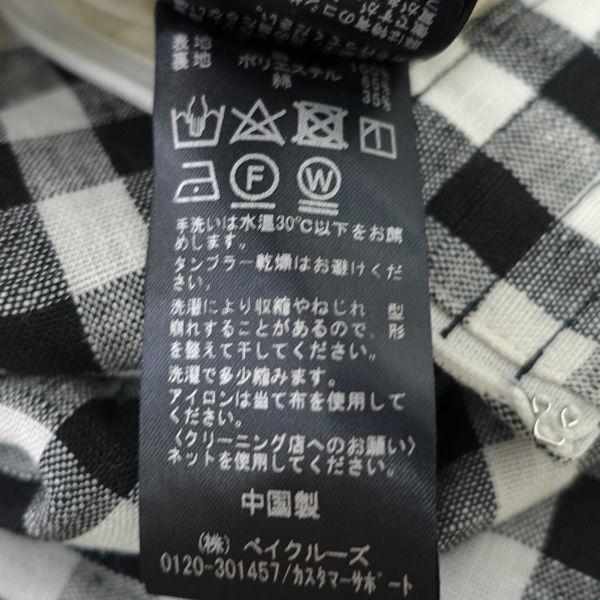 表地
裏地 ポリエステル
綿
F W
手洗いは水温30℃以下をお薦
めします。
タンブラー乾燥はお避けくだ
さい。
洗濯により収縮やねじれ 型
崩れすることがあるので、形
を整えて干してください。
洗濯で多少縮みます。
アイロンは当て布を使用して
ください。
〈クリーニング店へのお願い〉
ネットを使用してください。
中国製
(株) ベイクルーズ
0120-301457/カスタマーサポート